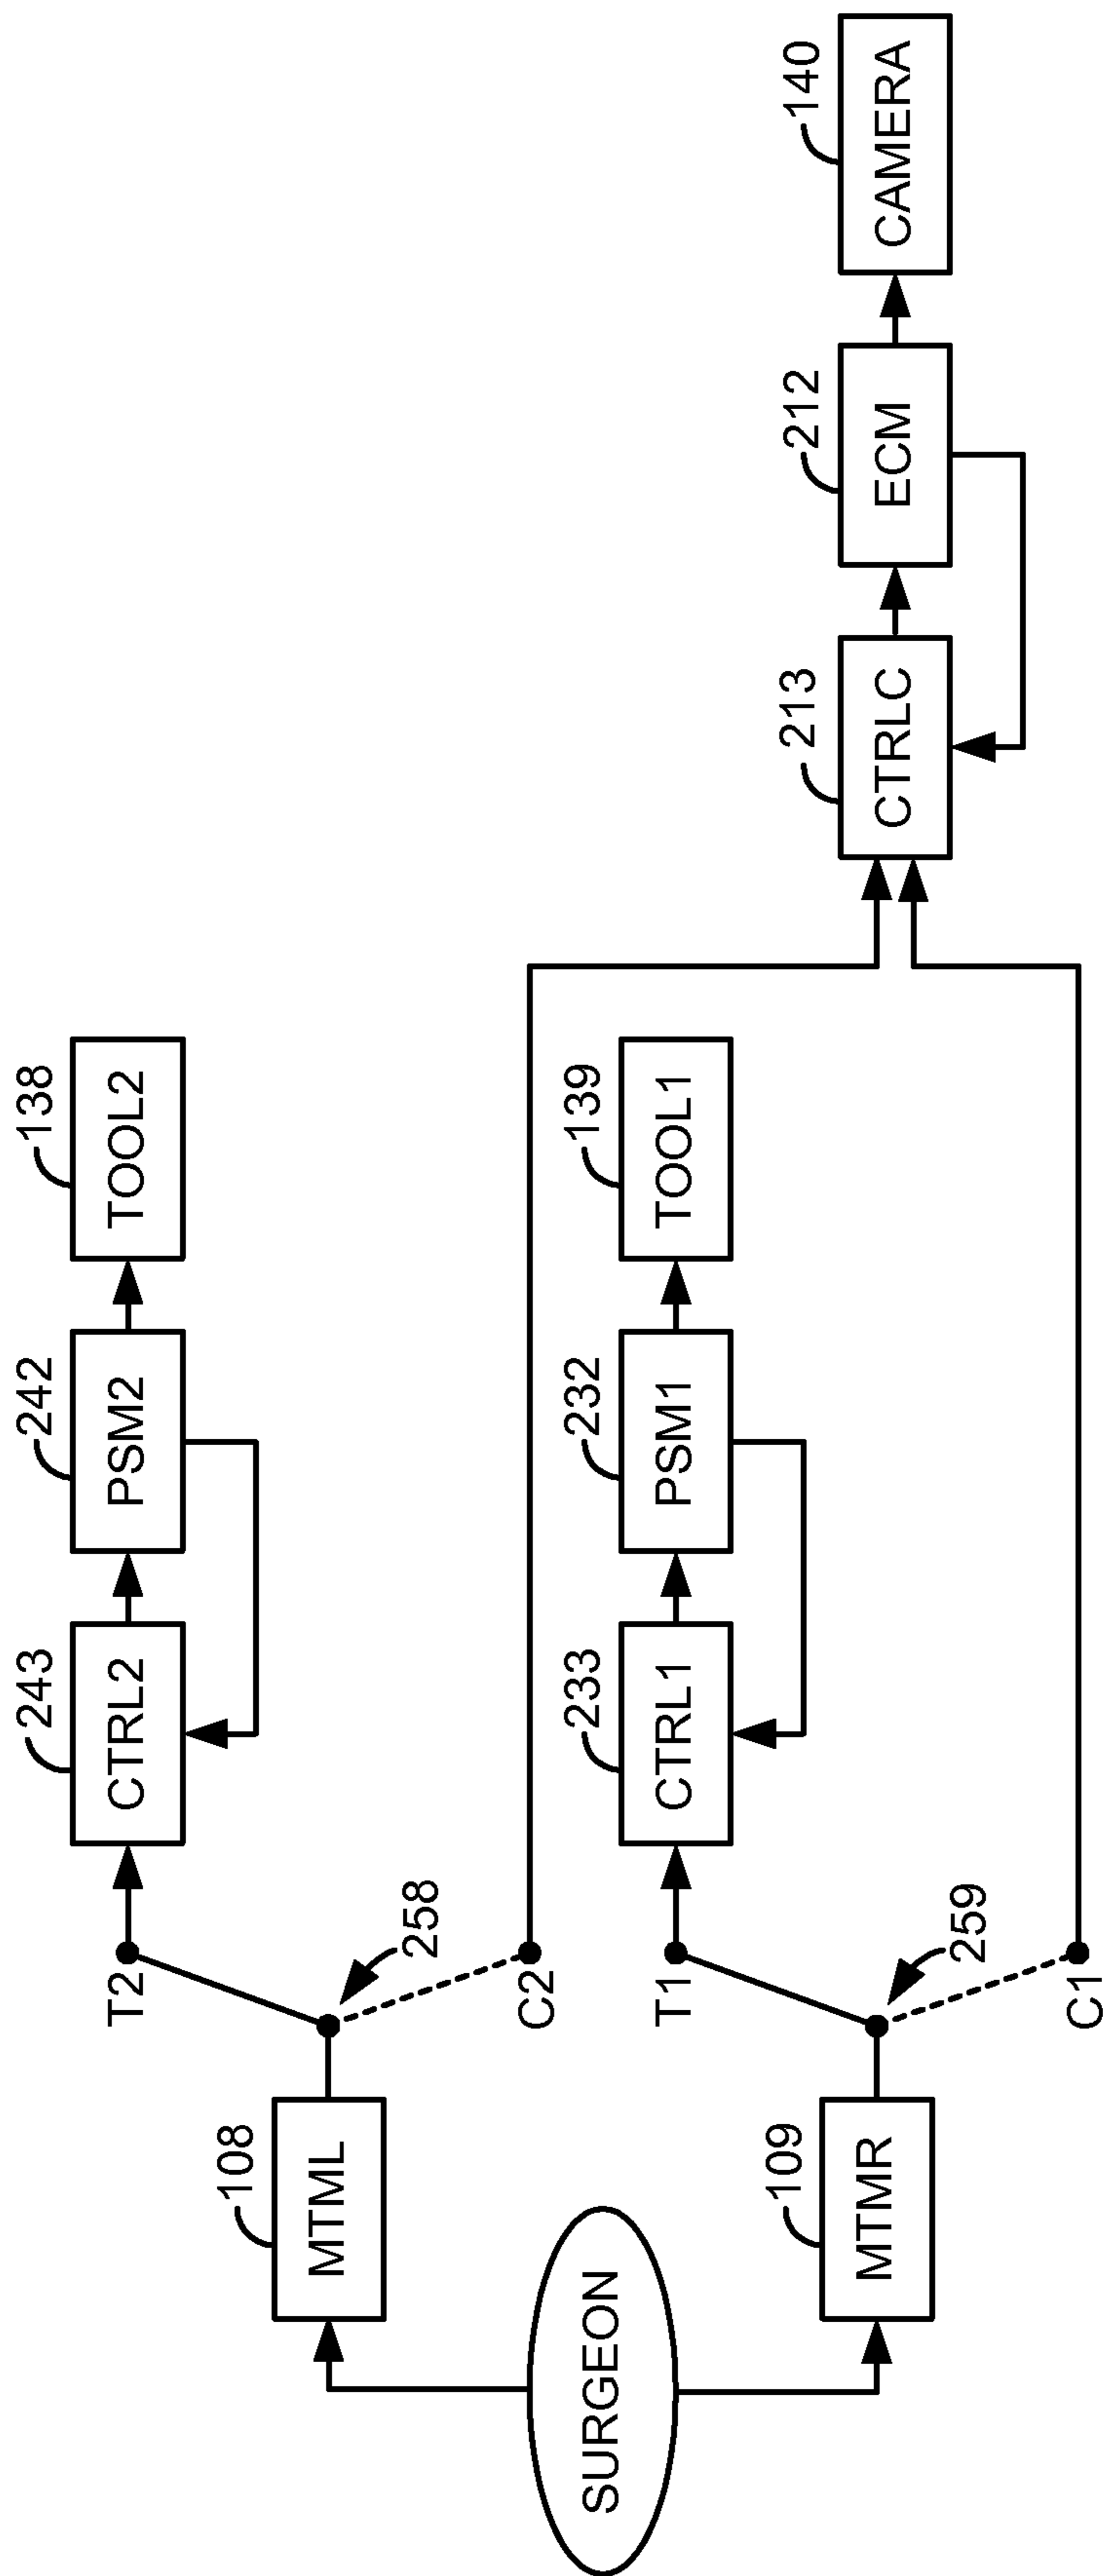 243
242
138
CTRL2
PSM2
TOOL2
T2
108
MTML
258
C2
SURGEON
233
232
139
CTRL1
PSM1
TOOL1
T1
109
MTMR
259
C1
213
212
140
CTRLC
ECM
CAMERA